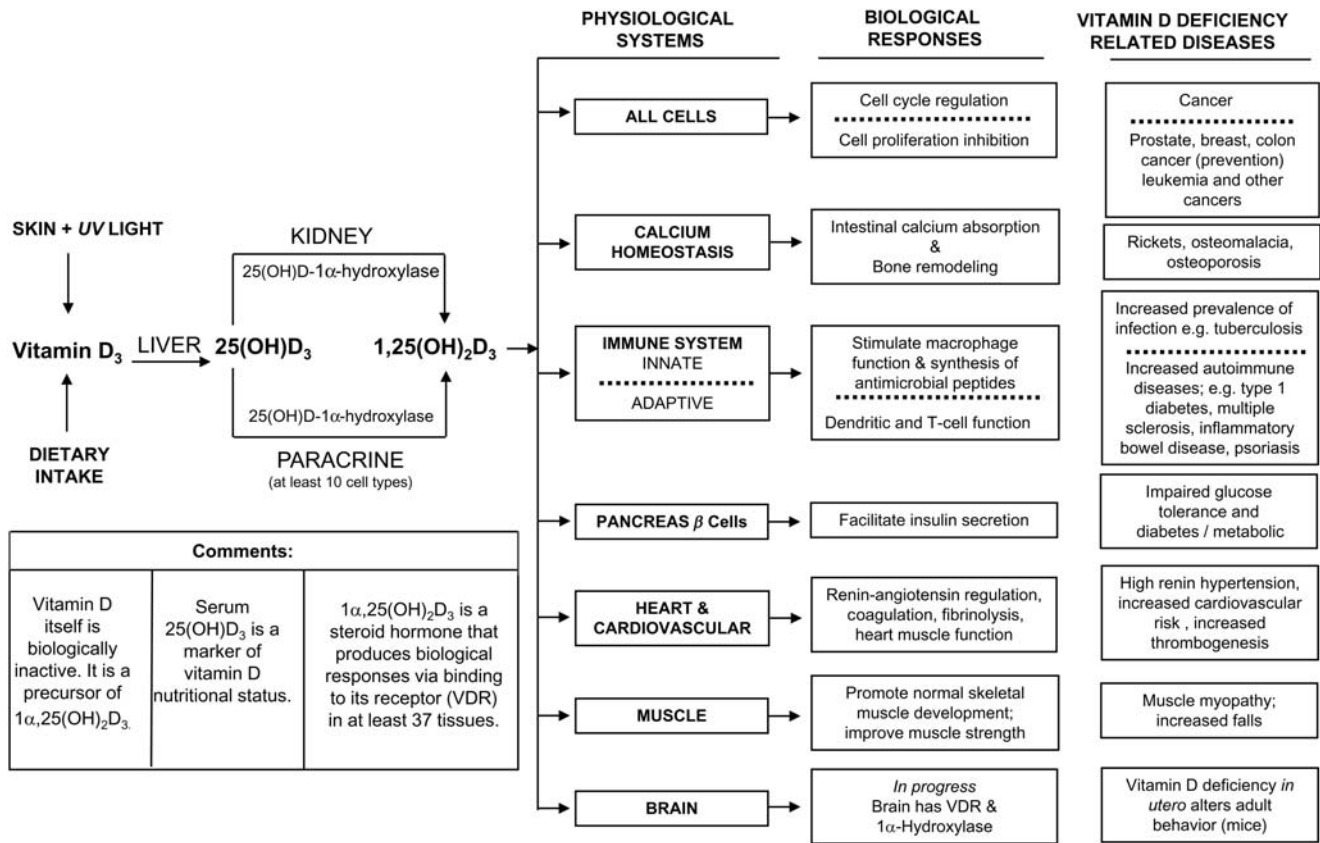 PHYSIOLOGICAL
SYSTEMS
BIOLOGICAL
RESPONSES
VITAMIN D DEFICIENCY
RELATED DISEASES
SKIN + UV LIGHT
Vitamin D₃
DIETARY
INTAKE
LIVER
25(OH)D₃
KIDNEY
25(OH)D-1α-hydroxylase
1,25(OH)₂D₃
25(OH)D-1α-hydroxylase
PARACRINE
(at least 10 cell types)
ALL CELLS
Cell cycle regulation
Cell proliferation inhibition
Cancer
Prostate, breast, colon
cancer (prevention)
leukemia and other
cancers
CALCIUM
HOMEOSTASIS
Intestinal calcium absorption
&
Bone remodeling
Rickets, osteomalacia,
osteoporosis
IMMUNE SYSTEM
INNATE
ADAPTIVE
Stimulate macrophage
function & synthesis of
antimicrobial peptides
Dendritic and T-cell function
Increased prevalence of
infection e.g. tuberculosis
Increased autoimmune
diseases; e.g. type 1
diabetes, multiple
sclerosis, inflammatory
bowel disease, psoriasis
PANCREAS β Cells
Facilitate insulin secretion
Impaired glucose
tolerance and
diabetes / metabolic
HEART &
CARDIOVASCULAR
Renin-angiotensin regulation,
coagulation, fibrinolysis,
heart muscle function
High renin hypertension,
increased cardiovascular
risk , increased
thrombogenesis
MUSCLE
Promote normal skeletal
muscle development;
improve muscle strength
Muscle myopathy;
increased falls
BRAIN
In progress
Brain has VDR &
1α-Hydroxylase
Vitamin D deficiency in
utero alters adult
behavior (mice)
Comments:
Vitamin D
itself is
biologically
inactive. It is a
precursor of
1α,25(OH)₂D₃.
Serum
25(OH)D₃ is a
marker of
vitamin D
nutritional status.
1α,25(OH)₂D₃ is a
steroid hormone that
produces biological
responses via binding
to its receptor (VDR)
in at least 37 tissues.